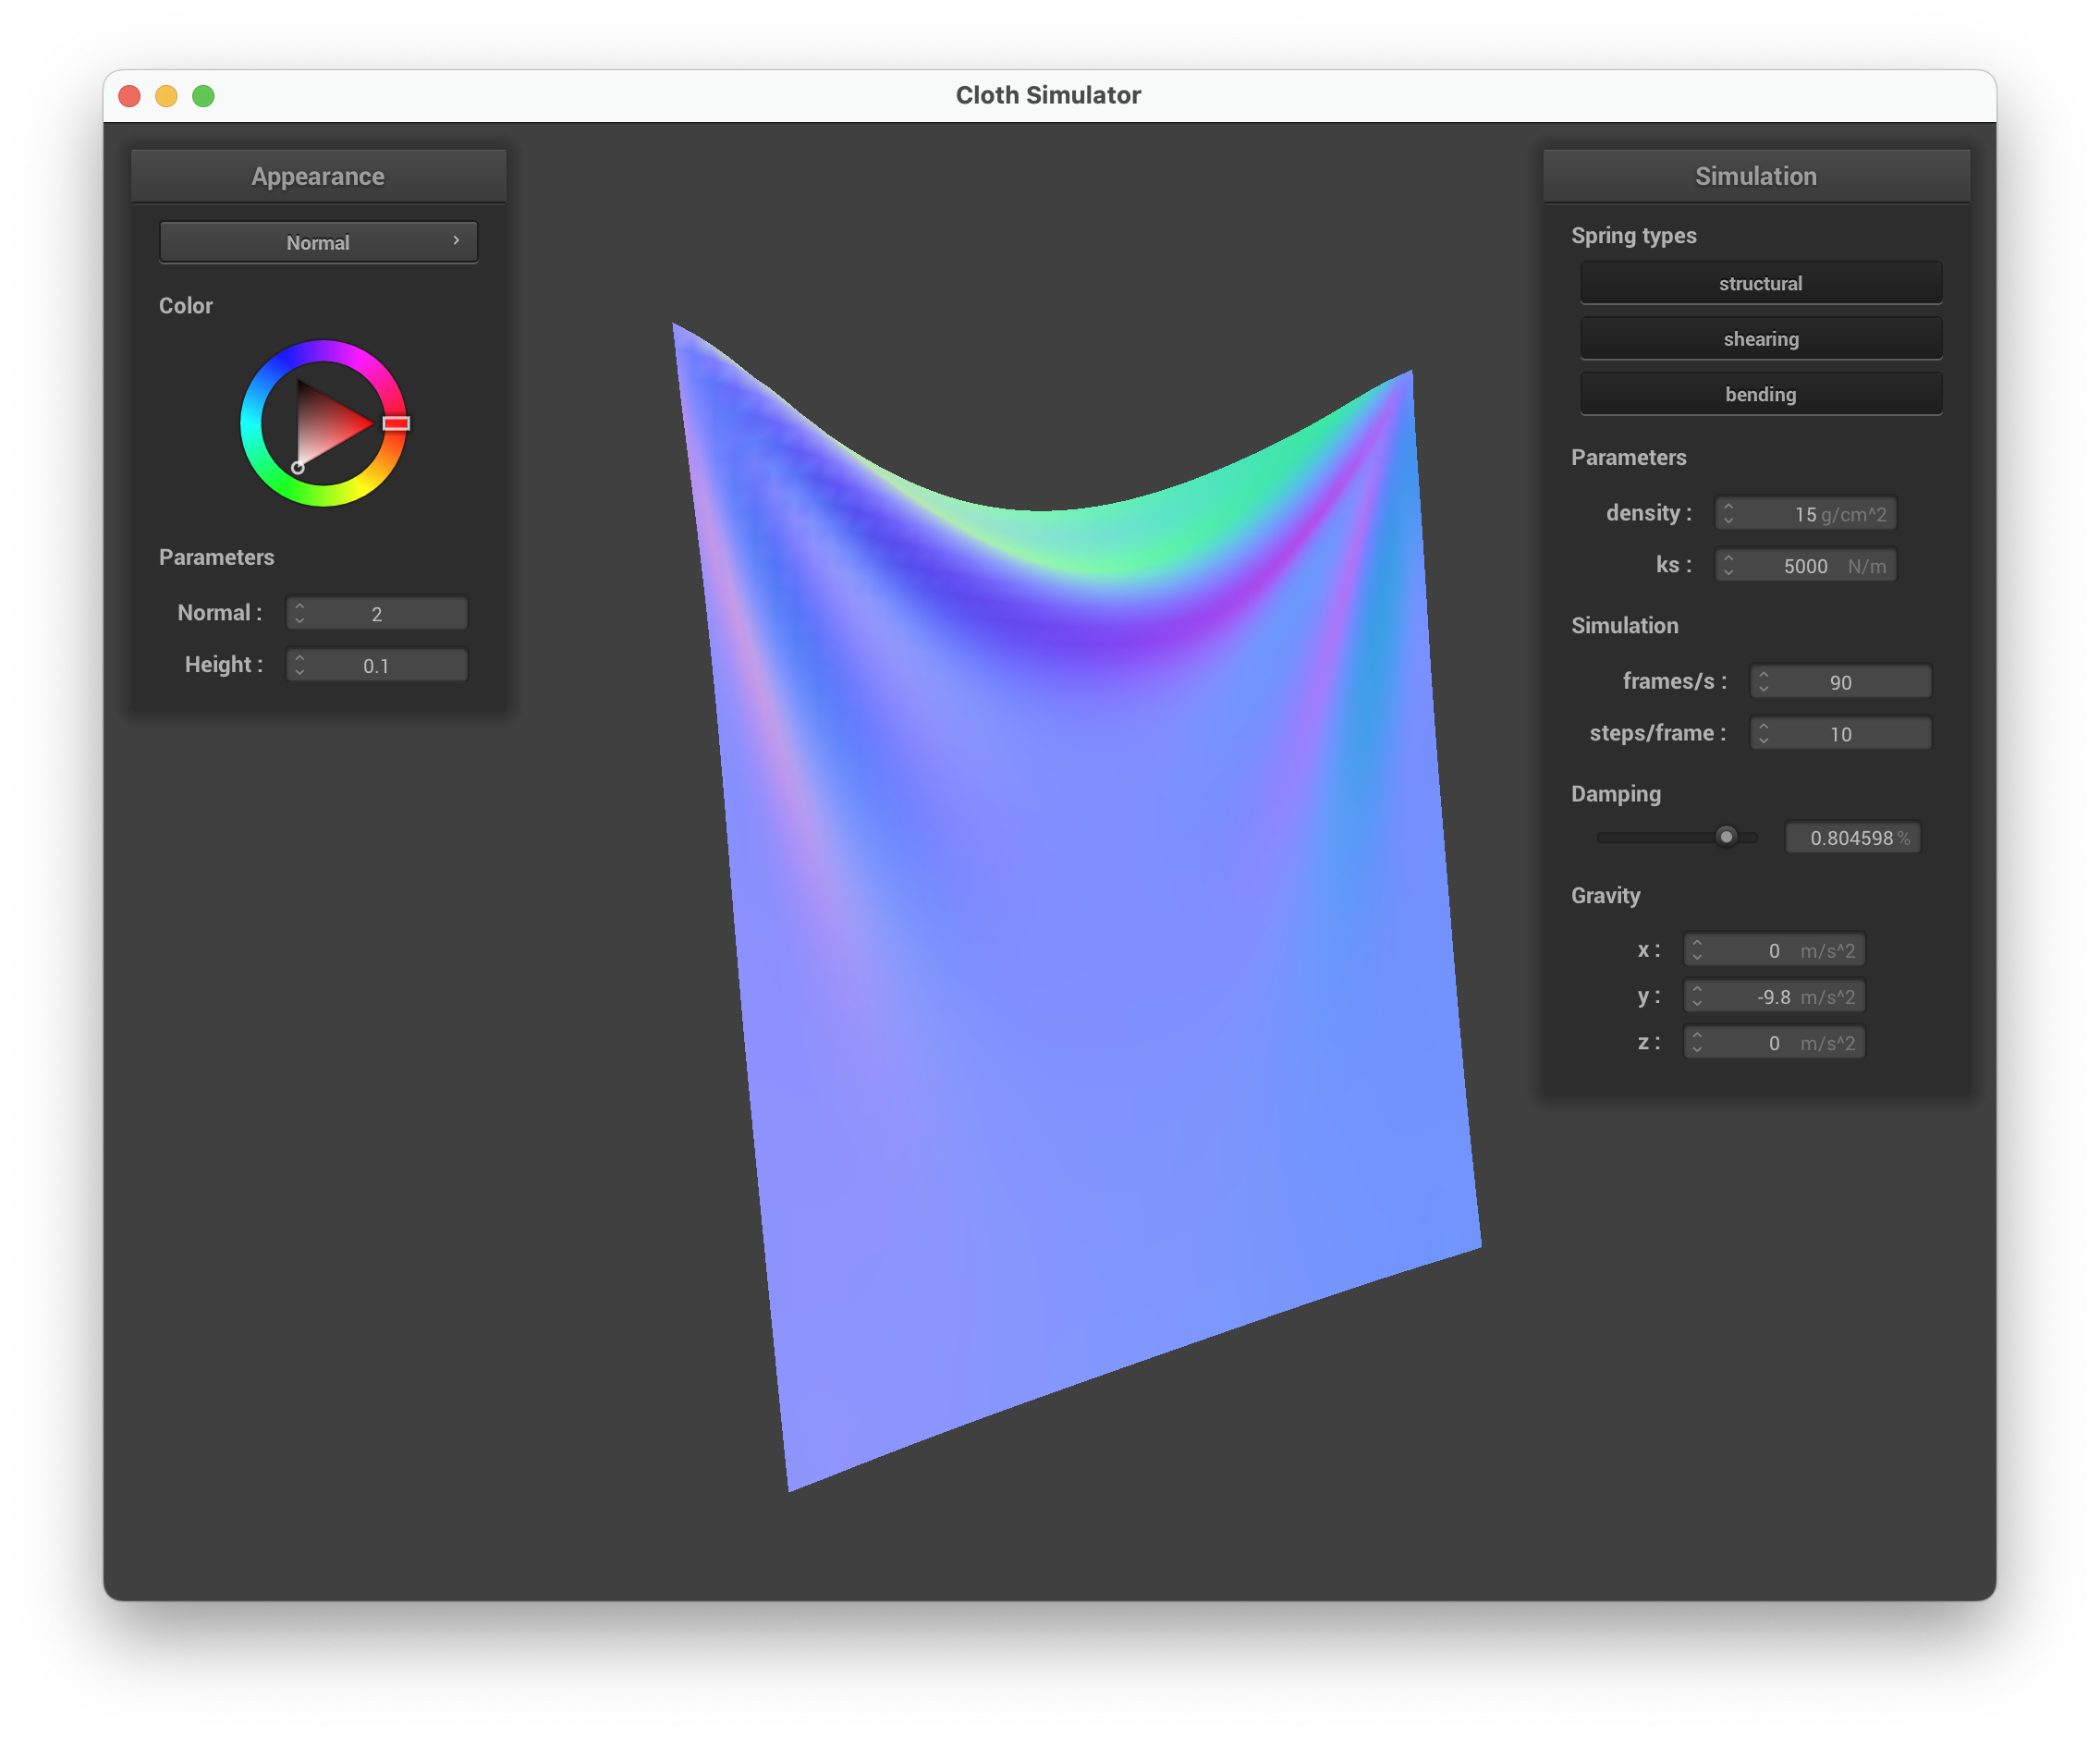 Cloth Simulator
Appearance
Normal
Color
Parameters
Normal : 2
Height : 0.1
Simulation
Spring types
structural
shearing
bending
Parameters
density : 15 g/cm^2
ks : 5000 N/m
Simulation
frames/s : 90
steps/frame : 10
Damping
0.804598 %
Gravity
x : 0 m/s^2
y : -9.8 m/s^2
z : 0 m/s^2